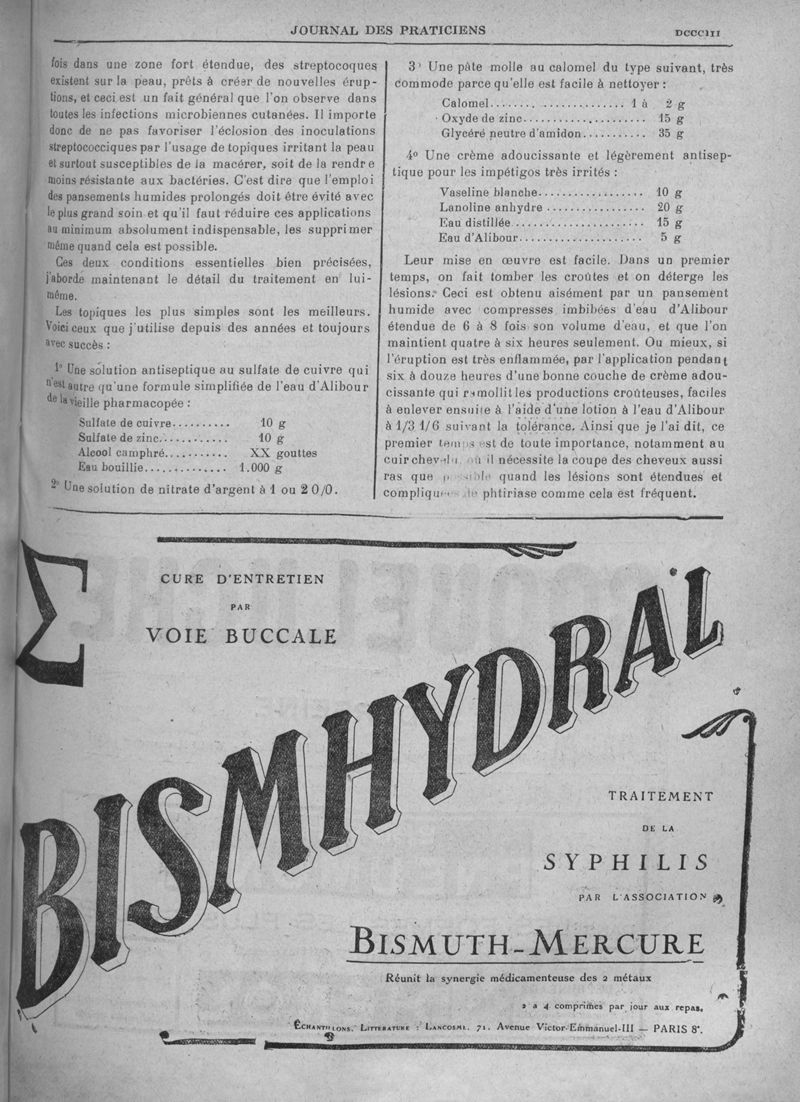 JOURNAL DES PRATICIENS
DCCCIII
fois dans une zone fort étendue, des streptocoques
existent sur la peau, prêts à créer de nouvelles érup-
tions, et ceci est un fait général que l'on observe dans
toutes les infections microbiennes cutanées. Il importe
donc de ne pas favoriser l'éclosion des inoculations
streptococciques par l'usage de topiques irritant la peau
et surtout susceptibles de la macérer, soit de la rendre
moins résistante aux bactéries. C'est dire que l'emploi
des pansements humides prolongés doit être évité avec
le plus grand soin et qu'il faut réduire ces applications
au minimum absolument indispensable, les supprimer
même quand cela est possible.
Ces deux conditions essentielles bien précisées,
j'aborde maintenant le détail du traitement en lui-
même.
Les topiques les plus simples sont les meilleurs.
Voici ceux que j'utilise depuis des années et toujours
avec succès :
1° Une solution antiseptique au sulfate de cuivre qui
n'est autre qu'une formule simplifiée de l'eau d'Alibour
de la vieille pharmacopée :
Sulfate de cuivre.......... 10 g
Sulfate de zinc............ 10 g
Alcool camphré........... XX gouttes
Eau bouillie.............. 1.000 g
2° Une solution de nitrate d'argent à 1 ou 2 0/0.
3° Une pâte molle au calomel du type suivant, très
commode parce qu'elle est facile à nettoyer :
Calomel..................... 1 à 2 g
Oxyde de zinc..................... 15 g
Glycéré neutre d'amidon........... 35 g
4° Une crème adoucissante et légèrement antisep-
tique pour les impétigos très irrités :
Vaseline blanche.................. 10 g
Lanoline anhydre ................. 20 g
Eau distillée...................... 15 g
Eau d'Alibour..................... 5 g
Leur mise en œuvre est facile. Dans un premier
temps, on fait tomber les croûtes et on déterge les
lésions. Ceci est obtenu aisément par un pansement
humide avec compresses imbibées d'eau d'Alibour
étendue de 6 à 8 fois son volume d'eau, et que l'on
maintient quatre à six heures seulement. Ou mieux, si
l'éruption est très enflammée, par l'application pendant
six à douze heures d'une bonne couche de crème adou-
cissante qui ramollit les productions croûteuses, faciles
à enlever ensuite à l'aide d'une lotion à l'eau d'Alibour
à 1/3 1/6 suivant la tolérance. Ainsi que je l'ai dit, ce
premier temps est de toute importance, notamment au
cuir chevelu où il nécessite la coupe des cheveux aussi
ras que possible quand les lésions sont étendues et
compliquées de phtiriase comme cela est fréquent.
CURE D'ENTRETIEN
PAR
VOIE BUCCALE
BISMHYDRAL
TRAITEMENT
DE LA
SYPHILIS
PAR L'ASSOCIATION
BISMUTH-MERCURE
Réunit la synergie médicamenteuse des 2 métaux
2 à 4 comprimés par jour aux repas.
ÉCHANTILLONS. LITTÉRATURE : LANCOSME. 71. Avenue Victor-Emmanuel-III — PARIS 8e.